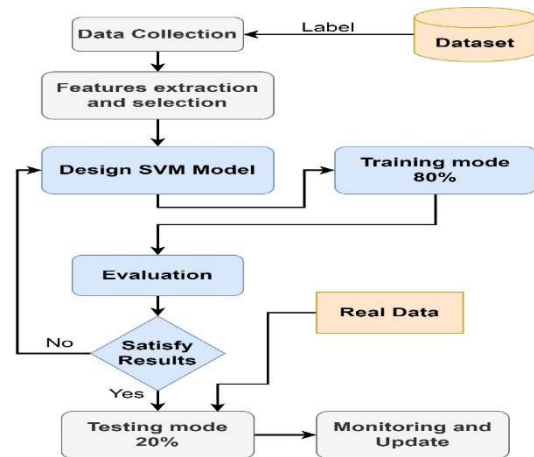 Data Collection
Label
Dataset
Features extraction
and selection
Design SVM Model
Training mode
80%
Evaluation
Satisfy
Results
No
Yes
Real Data
Testing mode
20%
Monitoring and
Update